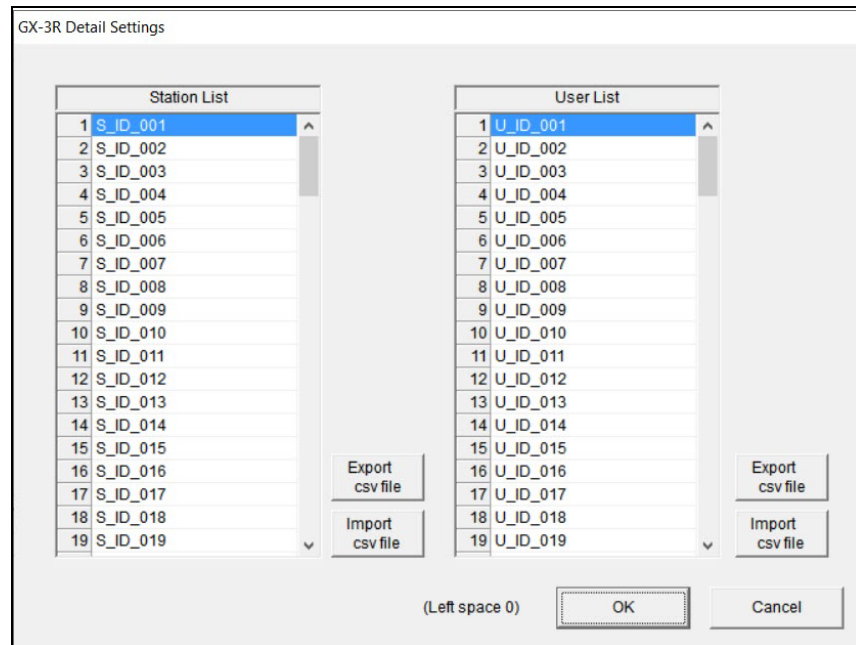 GX-3R Detail Settings
Station List
1 S_ID_001
2 S_ID_002
3 S_ID_003
4 S_ID_004
5 S_ID_005
6 S_ID_006
7 S_ID_007
8 S_ID_008
9 S_ID_009
10 S_ID_010
11 S_ID_011
12 S_ID_012
13 S_ID_013
14 S_ID_014
15 S_ID_015
16 S_ID_016
17 S_ID_017
18 S_ID_018
19 S_ID_019
Export
csv file
Import
csv file
User List
1 U_ID_001
2 U_ID_002
3 U_ID_003
4 U_ID_004
5 U_ID_005
6 U_ID_006
7 U_ID_007
8 U_ID_008
9 U_ID_009
10 U_ID_010
11 U_ID_011
12 U_ID_012
13 U_ID_013
14 U_ID_014
15 U_ID_015
16 U_ID_016
17 U_ID_017
18 U_ID_018
19 U_ID_019
Export
csv file
Import
csv file
(Left space 0)
OK
Cancel